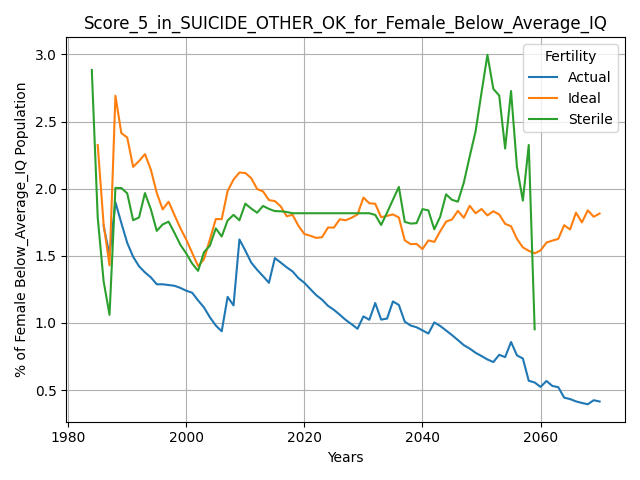 Score_5_in_SUICIDE_OTHER_OK_for_Female_Below_Average_IQ
% of Female Below_Average_IQ Population
3.0
2.5
2.0
1.5
1.0
0.5
Fertility
Actual
Ideal
Sterile
1980
2000
2020
2040
2060
Years